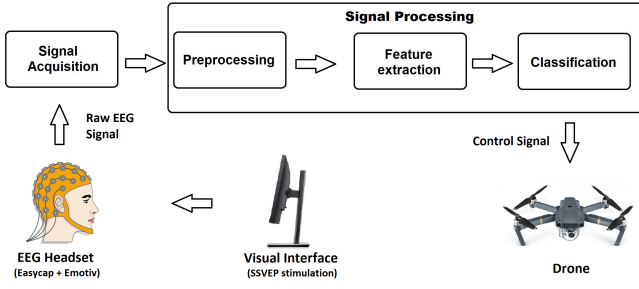 Signal Processing
Signal
Acquisition
Preprocessing
Feature
extraction
Classification
Raw EEG
Signal
Control Signal
EEG Headset
(Easycap + Emotiv)
Visual Interface
(SSVEP stimulation)
Drone